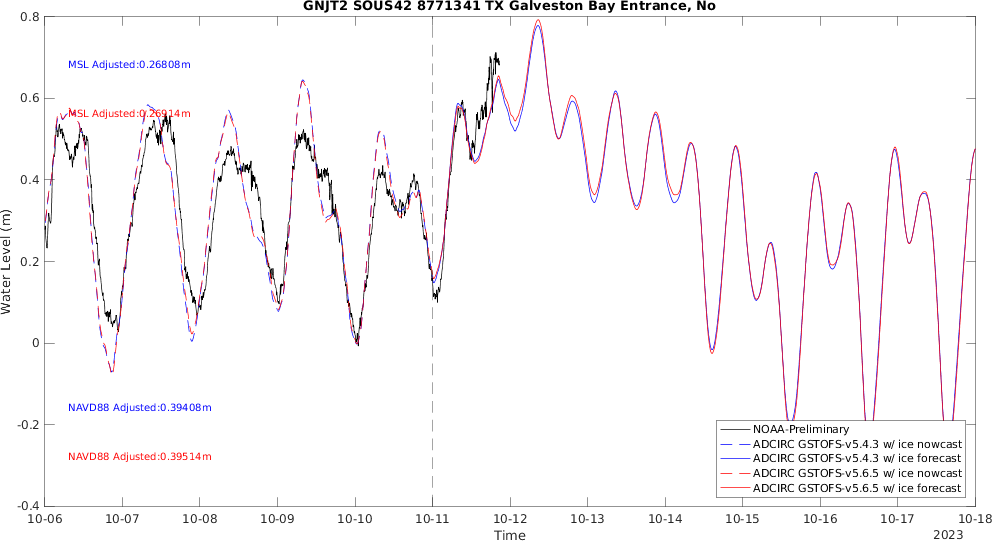 GNJT2 SOUS42 8771341 TX Galveston Bay Entrance, No
0.8
0.6
0.4
0.2
0
-0.2
-0.4
Water Level (m)
MSL Adjusted:0.26808m
MSL Adjusted:0.26914m
NAVD88 Adjusted:0.39408m
NAVD88 Adjusted:0.39514m
NOAA-Preliminary
ADCIRC GSTOFS-v5.4.3 w/ ice nowcast
ADCIRC GSTOFS-v5.4.3 w/ ice forecast
ADCIRC GSTOFS-v5.6.5 w/ ice nowcast
ADCIRC GSTOFS-v5.6.5 w/ ice forecast
10-06 10-07 10-08 10-09 10-10 10-11 10-12 10-13 10-14 10-15 10-16 10-17 10-18
Time
2023